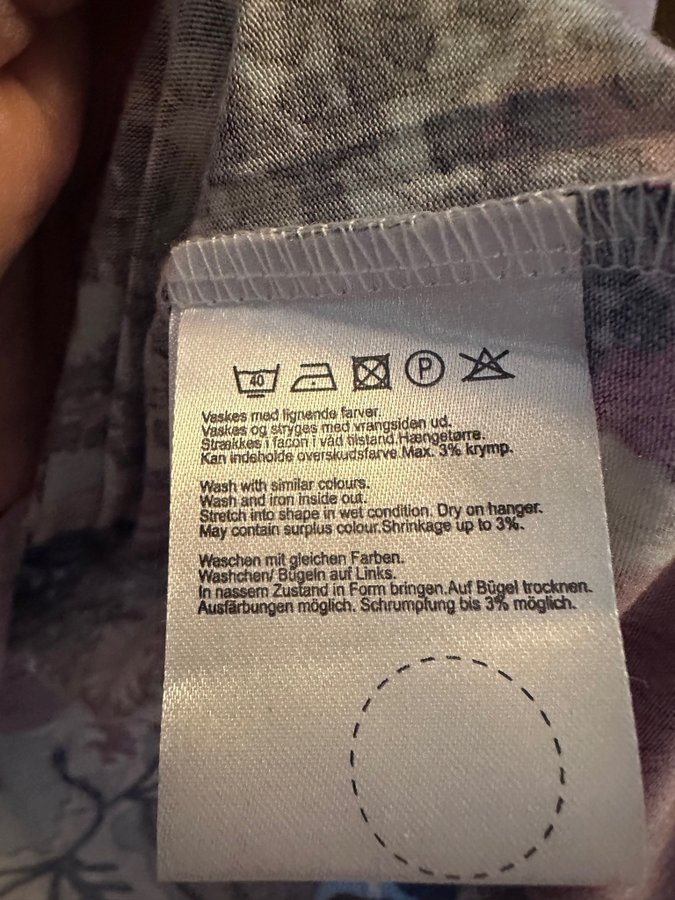 40 P
Vaskes med lignende farver.
Vaskes og stryges med vrangsiden ud.
Strækkes i facon i våd tilstand.Hængetørre.
Kan indeholde overskudsfarve.Max. 3% krymp.
Wash with similar colours.
Wash and iron inside out.
Stretch into shape in wet condition. Dry on hanger.
May contain surplus colour.Shrinkage up to 3%.
Waschen mit gleichen Farben.
Washchen/ Bügeln auf Links.
In nassem Zustand in Form bringen.Auf Bügel trocknen.
Ausfärbungen möglich. Schrumpfung bis 3% möglich.